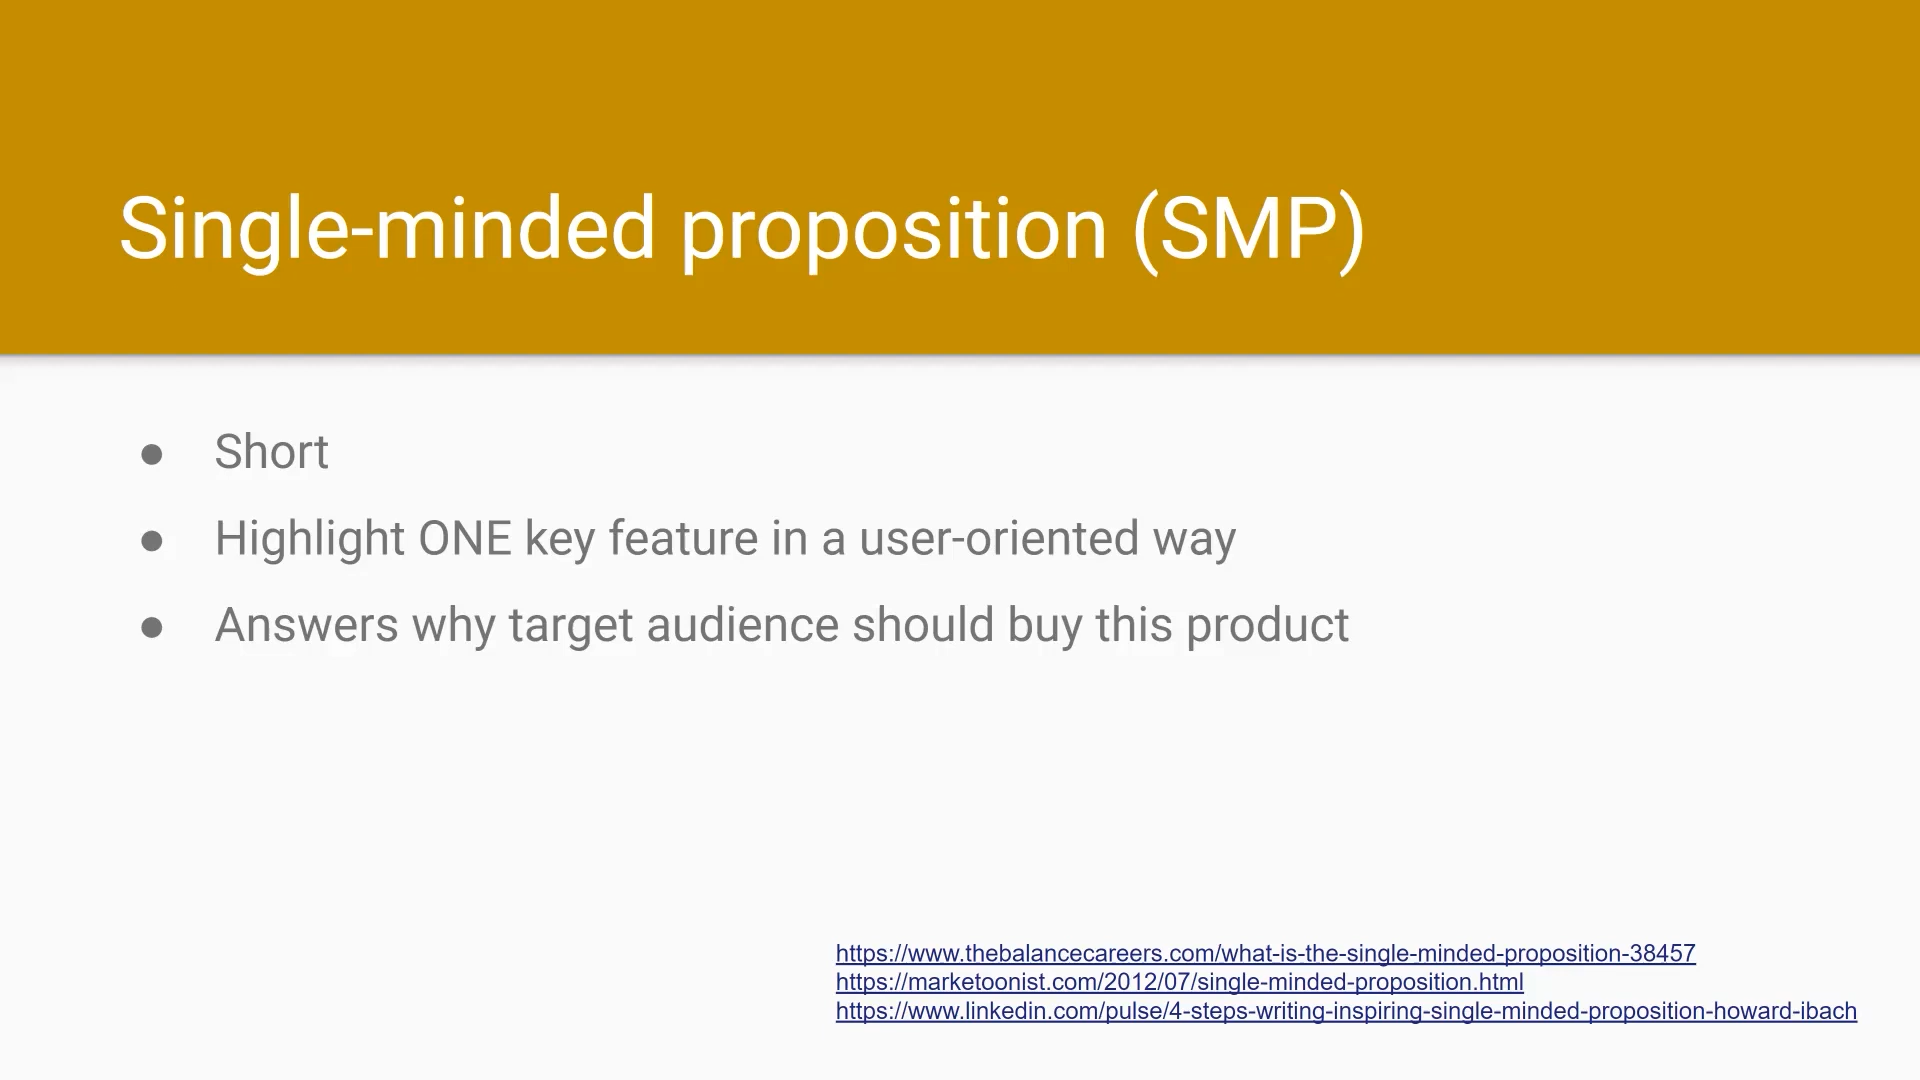 Single-minded proposition (SMP)
● Short
● Highlight ONE key feature in a user-oriented way
● Answers why target audience should buy this product
https://www.thebalancecareers.com/what-is-the-single-minded-proposition-38457
https://marketoonist.com/2012/07/single-minded-proposition.html
https://www.linkedin.com/pulse/4-steps-writing-inspiring-single-minded-proposition-howard-ibach